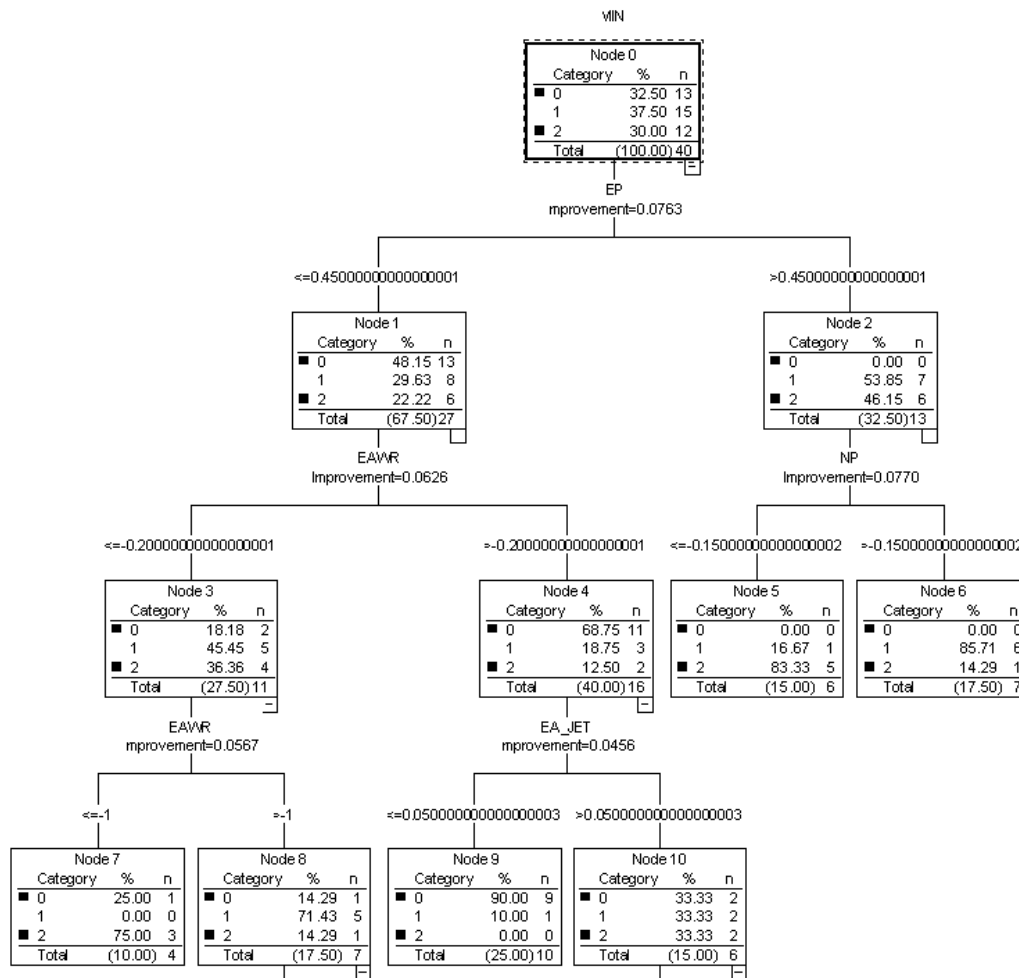 MIN
Node 0
Category % n
0 32.50 13
1 37.50 15
2 30.00 12
Total (100.00) 40
EP
mprovement=0.0763
<=0.45000000000000001 >0.45000000000000001
Node 1
Category % n
0 48.15 13
1 29.63 8
2 22.22 6
Total (67.50) 27
Node 2
Category % n
0 0.00 0
1 53.85 7
2 46.15 6
Total (32.50) 13
EAWR
Improvement=0.0626
NP
Improvement=0.0770
<=-0.20000000000000001 >-0.20000000000000001 <=-0.15000000000000002 >-0.15000000000000002
Node 3
Category % n
0 18.18 2
1 45.45 5
2 36.36 4
Total (27.50) 11
Node 4
Category % n
0 68.75 11
1 18.75 3
2 12.50 2
Total (40.00) 16
Node 5
Category % n
0 0.00 0
1 16.67 1
2 83.33 5
Total (15.00) 6
Node 6
Category % n
0 0.00 0
1 85.71 6
2 14.29 1
Total (17.50) 7
EAWR
mprovement=0.0567
EA_JET
mprovement=0.0456
<=-1 >-1 <=0.050000000000000003 >0.050000000000000003
Node 7
Category % n
0 25.00 1
1 0.00 0
2 75.00 3
Total (10.00) 4
Node 8
Category % n
0 14.29 1
1 71.43 5
2 14.29 1
Total (17.50) 7
Node 9
Category % n
0 90.00 9
1 10.00 1
2 0.00 0
Total (25.00) 10
Node 10
Category % n
0 33.33 2
1 33.33 2
2 33.33 2
Total (15.00) 6